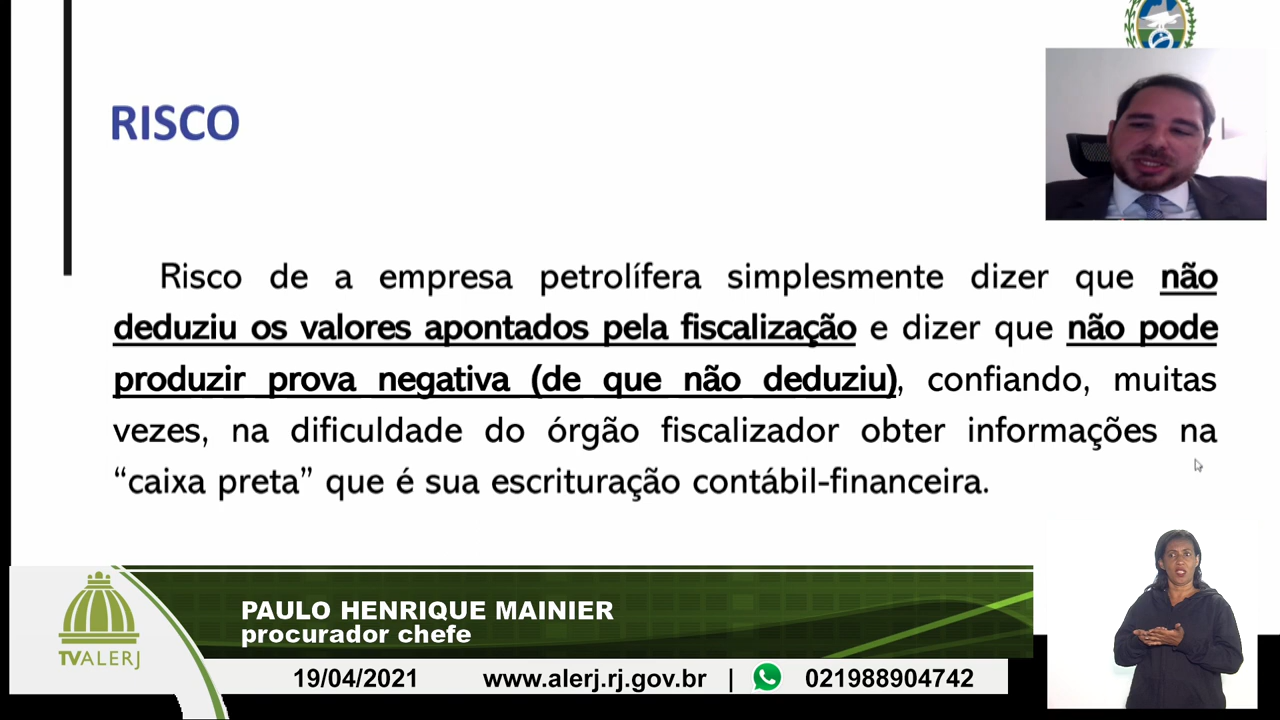 RISCO
Risco de a empresa petrolífera simplesmente dizer que não
deduziu os valores apontados pela fiscalização e dizer que não pode
produzir prova negativa (de que não deduziu), confiando, muitas
vezes, na dificuldade do órgão fiscalizador obter informações na
“caixa preta” que é sua escrituração contábil-financeira.
PAULO HENRIQUE MAINIER
procurador chefe
TVALERJ
19/04/2021 www.alerj.rj.gov.br | 021988904742